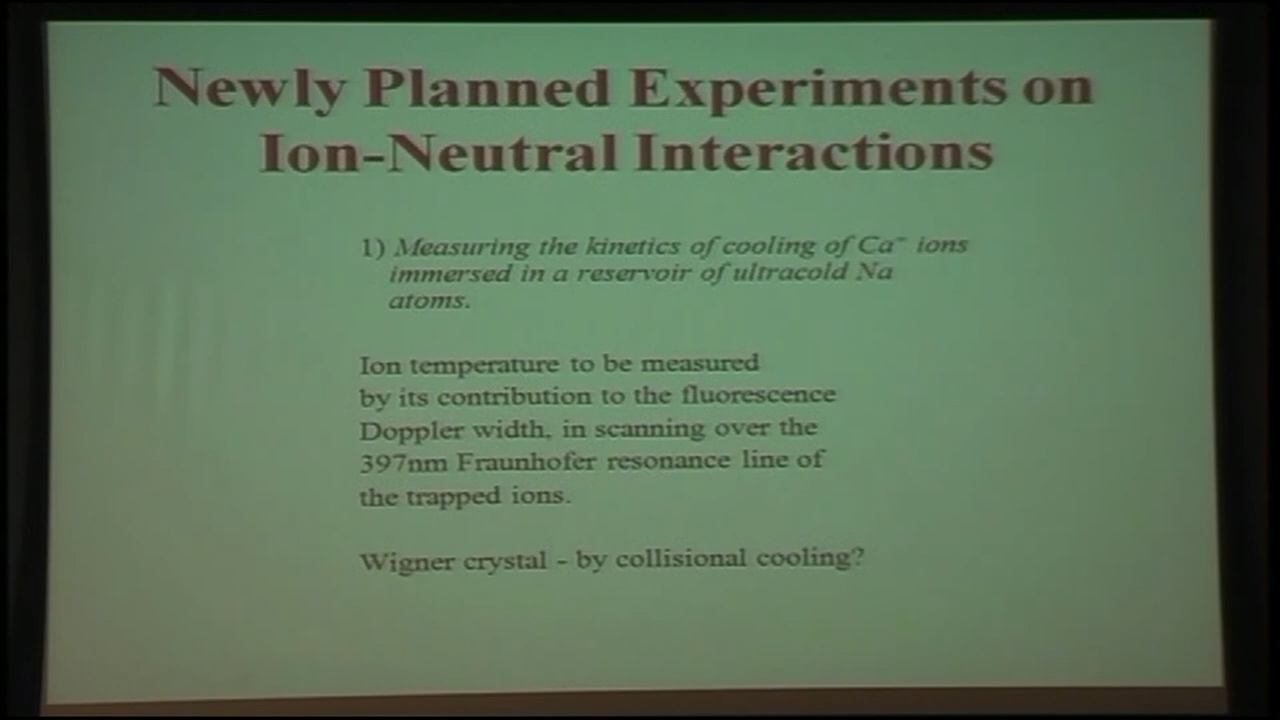 Newly Planned Experiments on
Ion-Neutral Interactions
1) Measuring the kinetics of cooling of Ca⁺ ions
immersed in a reservoir of ultracold Na
atoms.
Ion temperature to be measured
by its contribution to the fluorescence
Doppler width, in scanning over the
397nm Fraunhofer resonance line of
the trapped ions.
Wigner crystal - by collisional cooling?